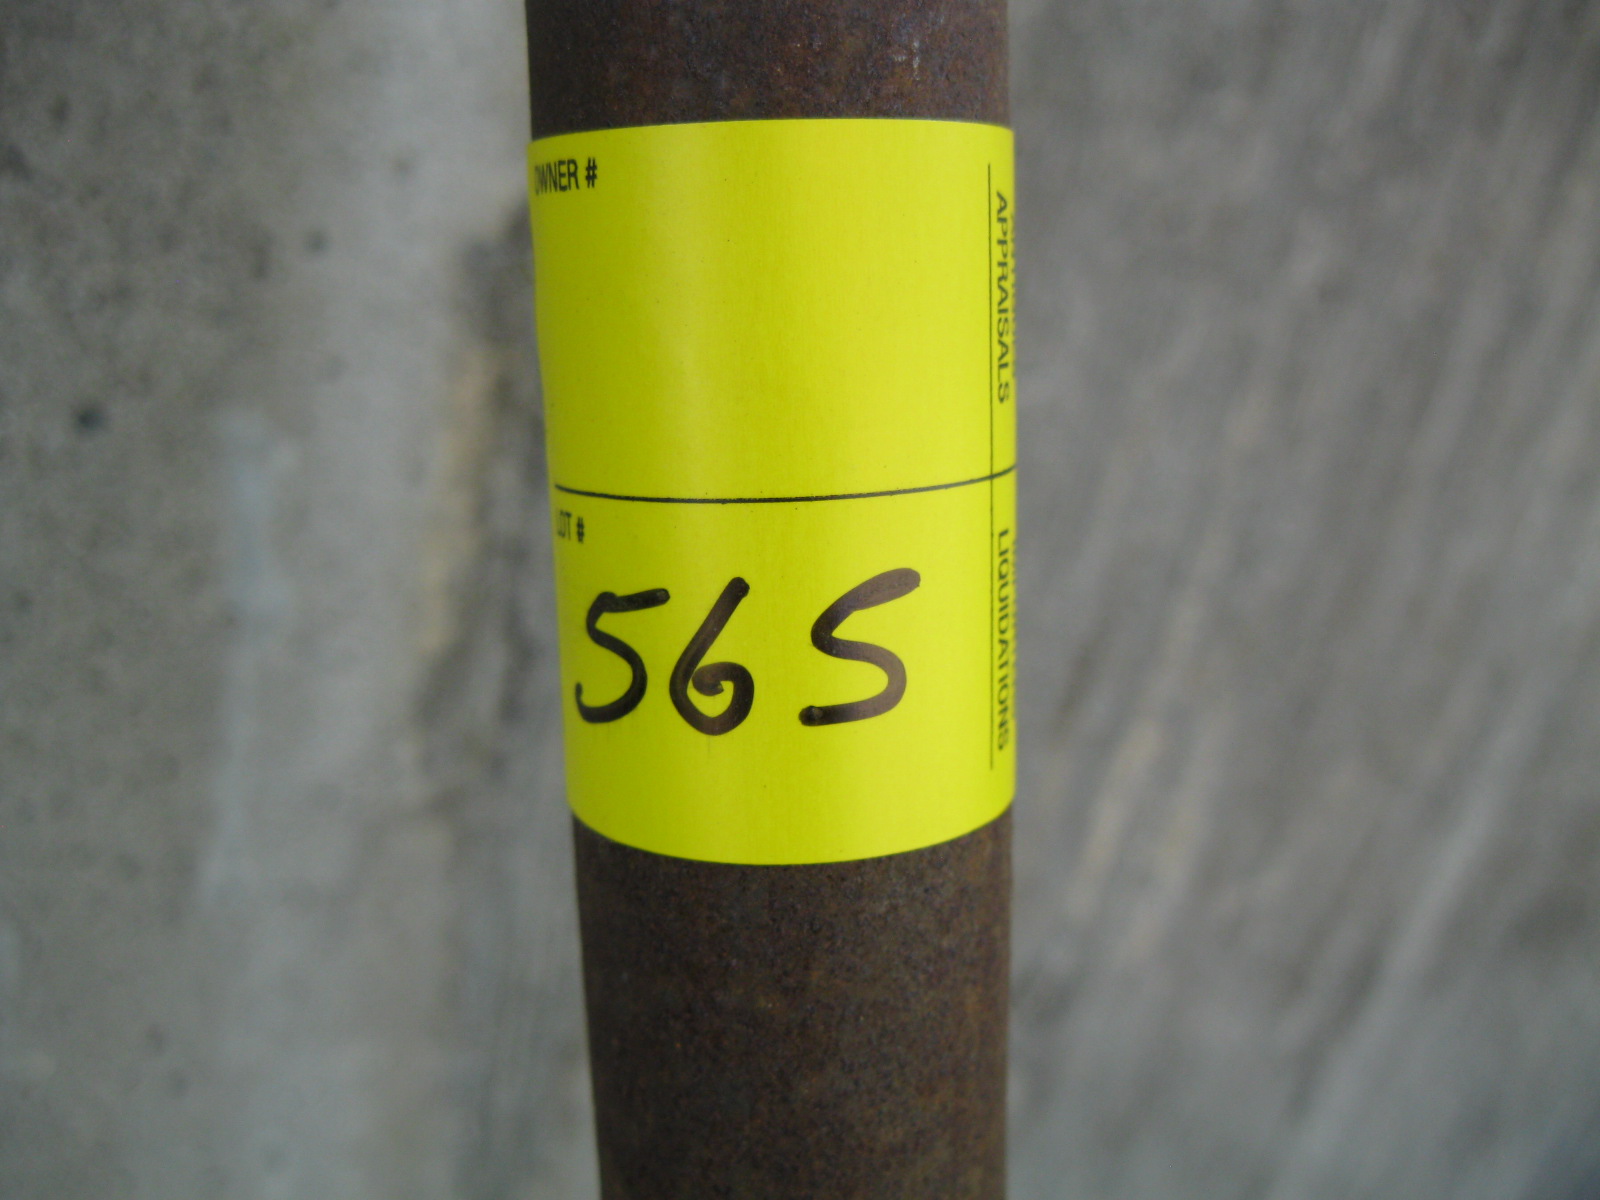 OWNER #
LOT #
565
APPRAISALS
LIQUIDATIONS